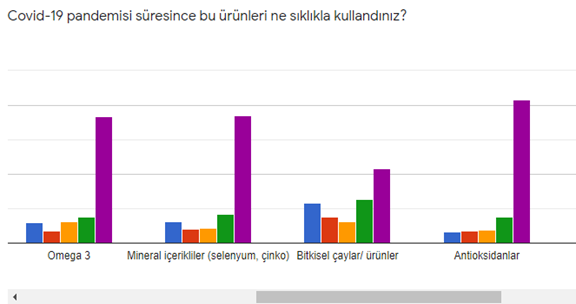 Covid-19 pandemisi süresince bu ürünleri ne sıklıkla kullandınız?
Omega 3
Mineral içerikliler (selenyum, çinko)
Bitkisel çaylar/ ürünler
Antioksidanlar